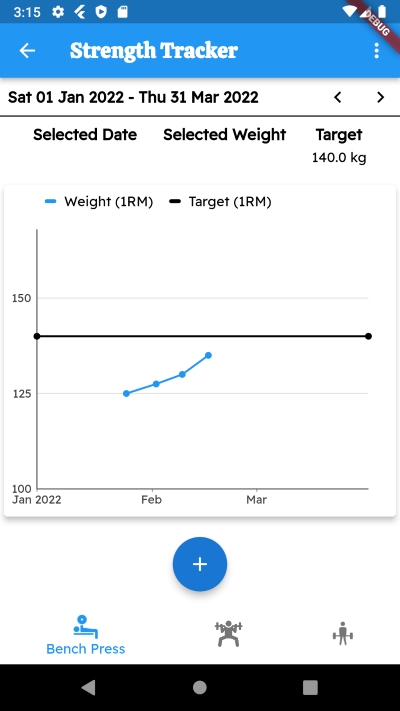 3:15
DEBUG
Strength Tracker
Sat 01 Jan 2022 - Thu 31 Mar 2022
Selected Date Selected Weight Target
140.0 kg
Weight (1RM) Target (1RM)
150
125
100
Jan 2022 Feb Mar
Bench Press